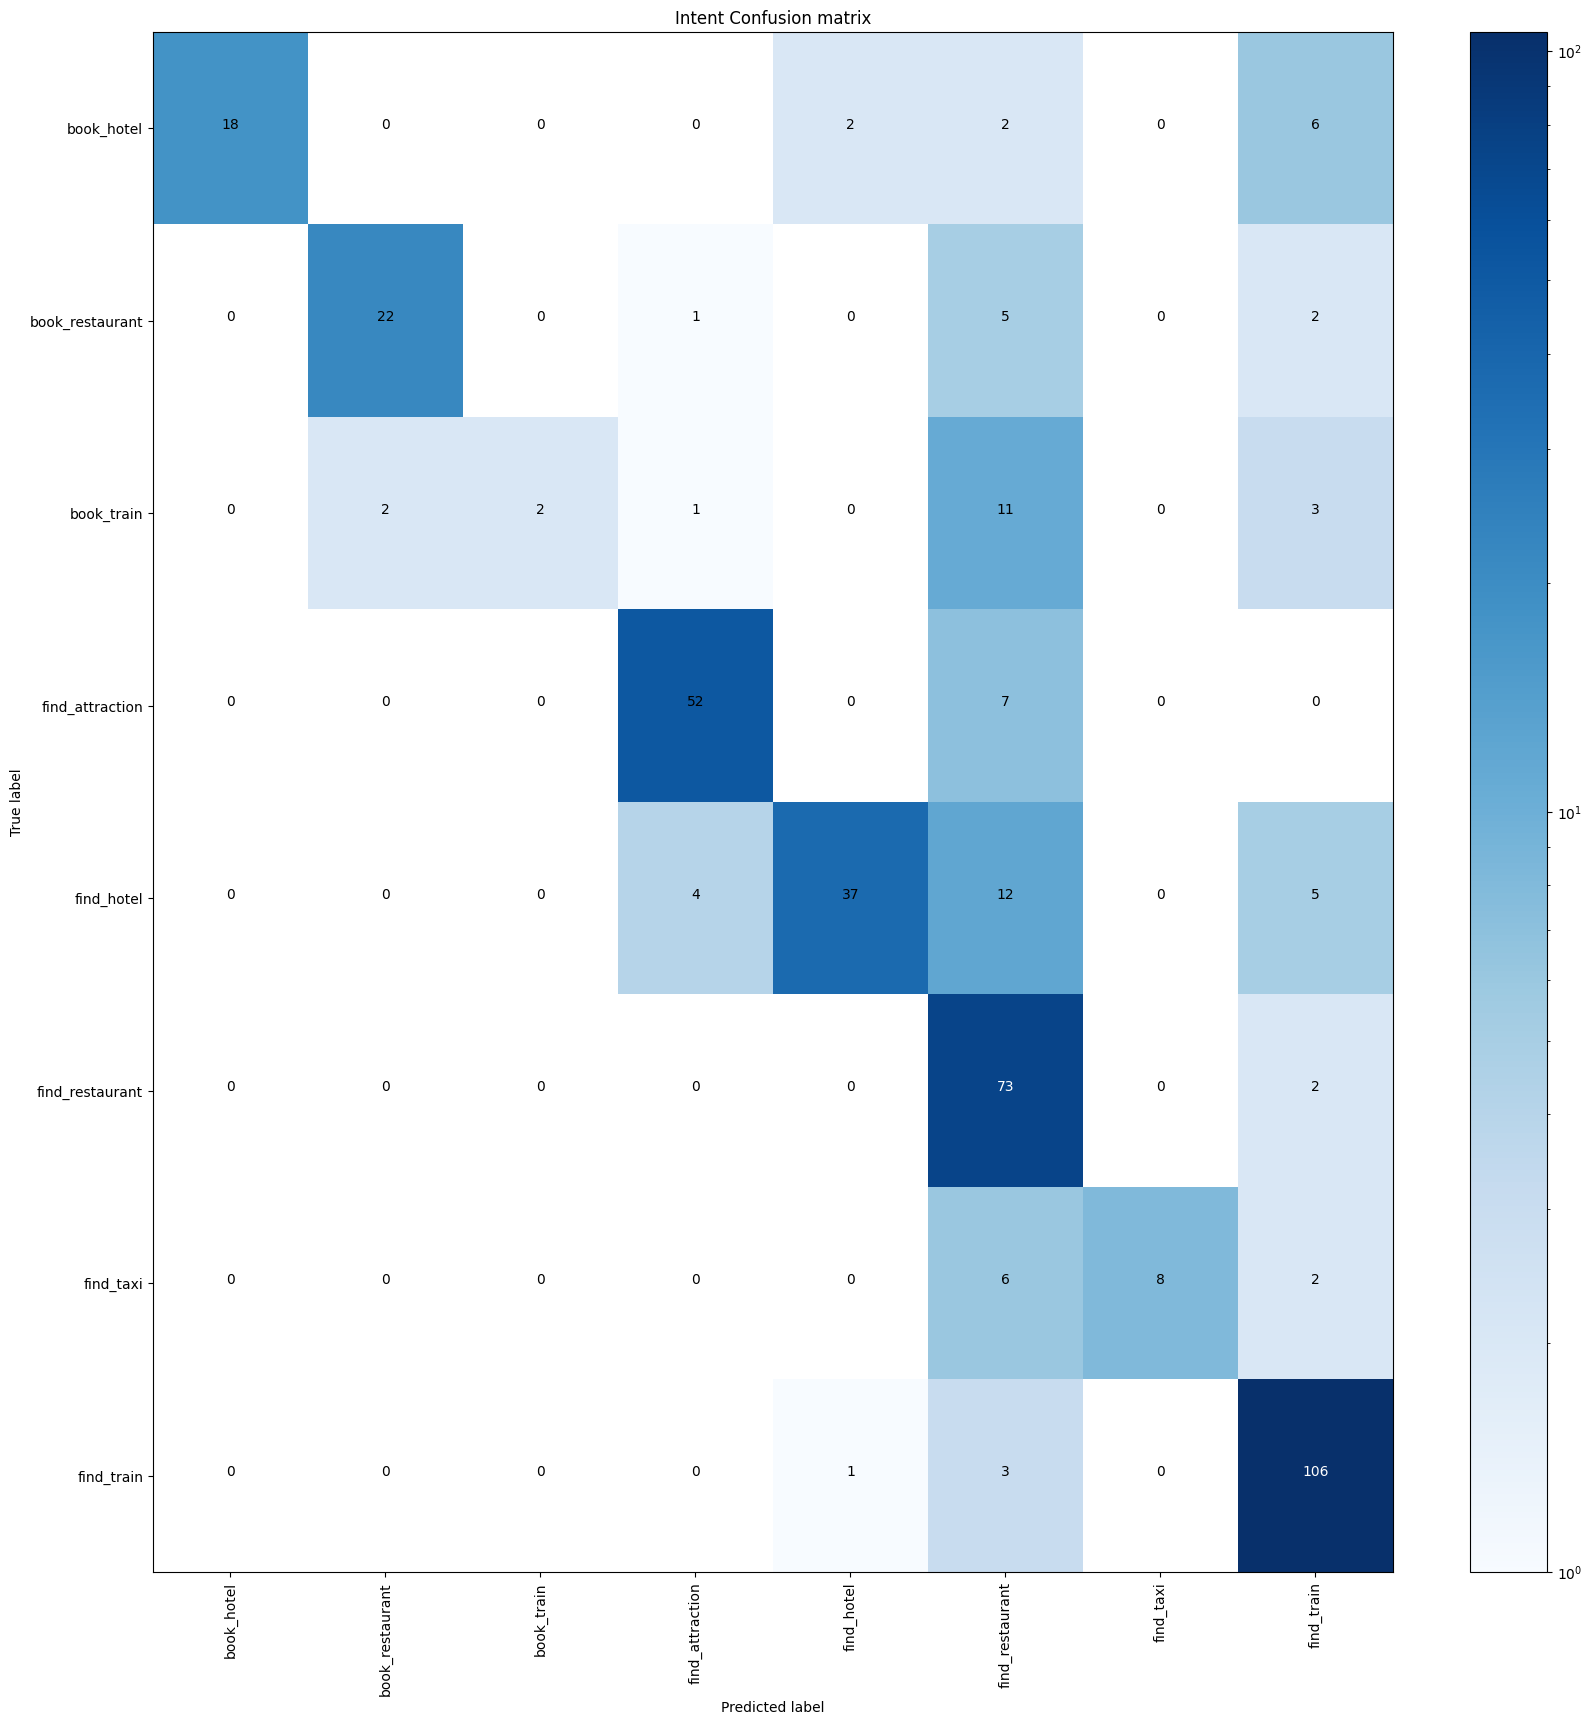 Intent Confusion matrix
book_hotel 18 0 0 0 2 2 0 6
book_restaurant 0 22 0 1 0 5 0 2
book_train 0 2 2 1 0 11 0 3
find_attraction 0 0 0 52 0 7 0 0
find_hotel 0 0 0 4 37 12 0 5
find_restaurant 0 0 0 0 0 73 0 2
find_taxi 0 0 0 0 0 6 8 2
find_train 0 0 0 0 1 3 0 106
True label
book_hotel
book_restaurant
book_train
find_attraction
find_hotel
find_restaurant
find_taxi
find_train
Predicted label
10²
10¹
10⁰